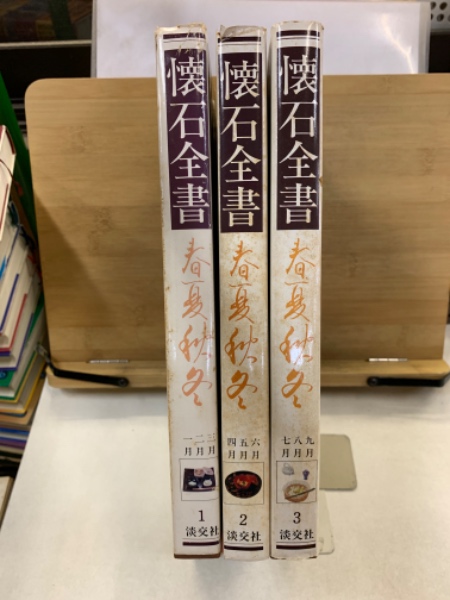 懐石全書
春夏秋冬
一月 二月 三月
1
淡交社
懐石全書
春夏秋冬
四月 五月 六月
2
淡交社
懐石全書
春夏秋冬
七月 八月 九月
3
淡交社